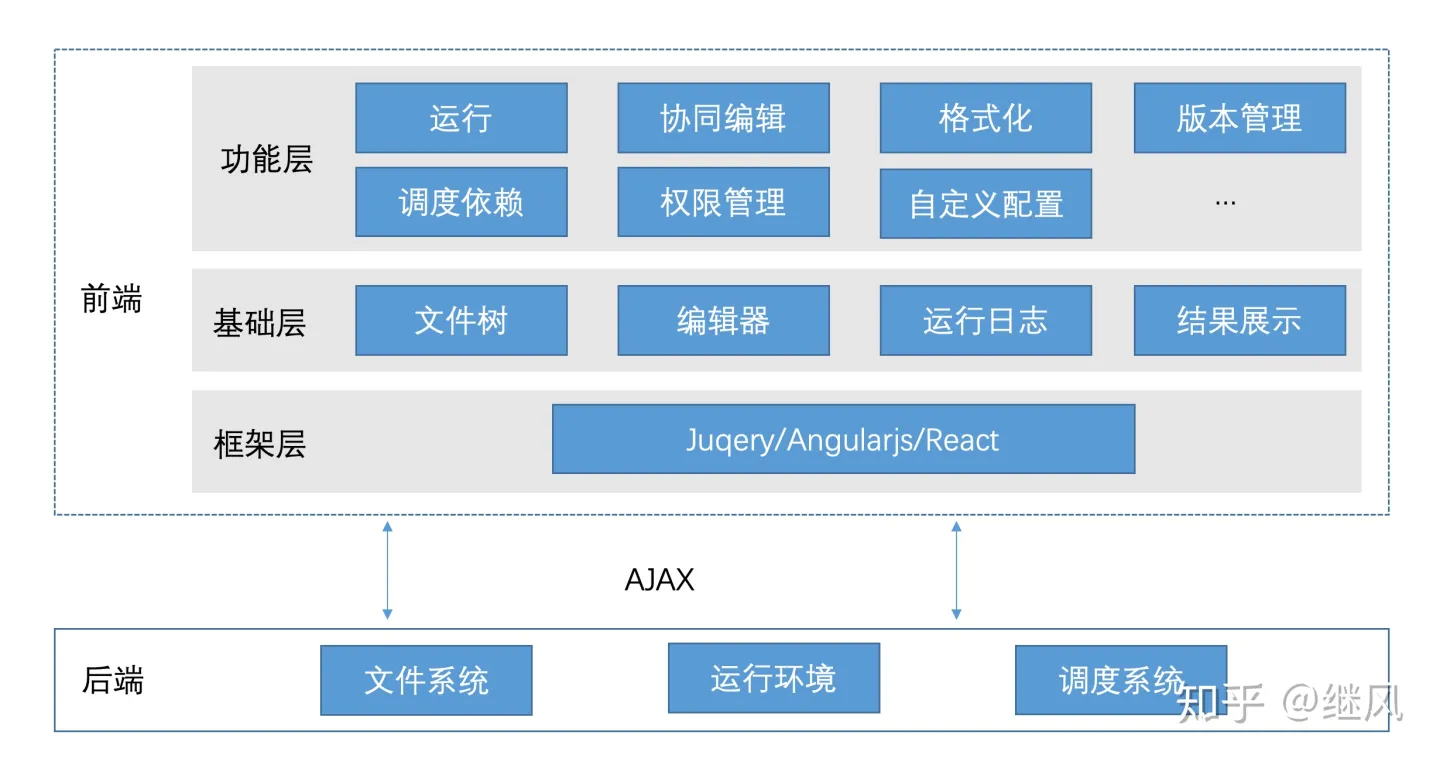 运行
协同编辑
格式化
版本管理
功能层
调度依赖
权限管理
自定义配置
...
前端
基础层
文件树
编辑器
运行日志
结果展示
框架层
Juqery/Angularjs/React
AJAX
后端
文件系统
运行环境
调度系统
知乎 @继风